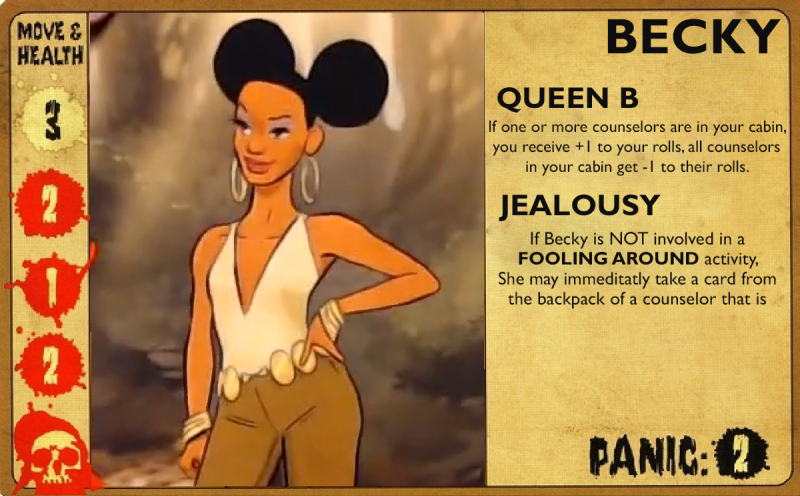 MOVE &
HEALTH
3
2
1
2
BECKY
QUEEN B
If one or more counselors are in your cabin,
you receive +1 to your rolls, all counselors
in your cabin get -1 to their rolls.
JEALOUSY
If Becky is NOT involved in a
FOOLING AROUND activity,
She may immeditatly take a card from
the backpack of a counselor that is
PANIC: 2